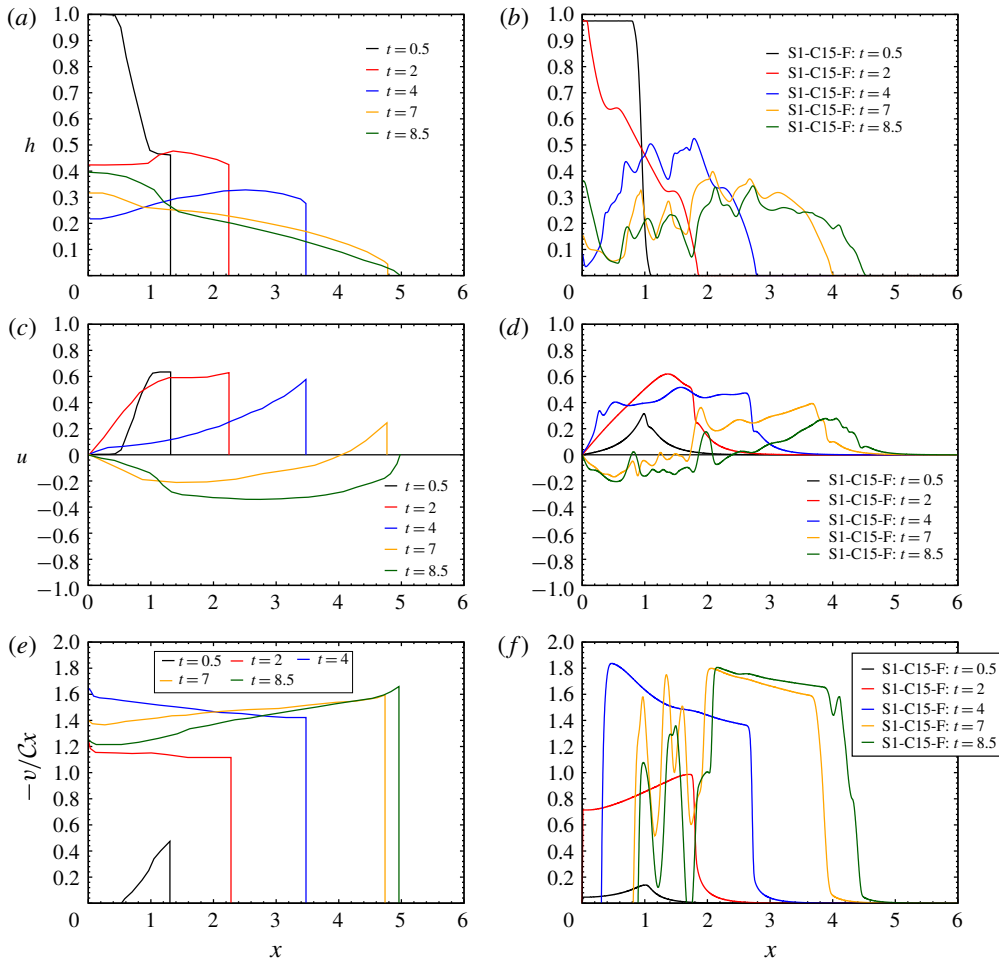 (a)
1.0
0.9
0.8
0.7
0.6
0.5
0.4
0.3
0.2
0.1
h
t = 0.5
t = 2
t = 4
t = 7
t = 8.5
0 1 2 3 4 5 6
(b)
1.0
0.9
0.8
0.7
0.6
0.5
0.4
0.3
0.2
0.1
S1-C15-F: t = 0.5
S1-C15-F: t = 2
S1-C15-F: t = 4
S1-C15-F: t = 7
S1-C15-F: t = 8.5
0 1 2 3 4 5 6
(c)
1.0
0.8
0.6
0.4
0.2
0
−0.2
−0.4
−0.6
−0.8
−1.0
u
t = 0.5
t = 2
t = 4
t = 7
t = 8.5
0 1 2 3 4 5 6
(d)
1.0
0.8
0.6
0.4
0.2
0
−0.2
−0.4
−0.6
−0.8
−1.0
S1-C15-F: t = 0.5
S1-C15-F: t = 2
S1-C15-F: t = 4
S1-C15-F: t = 7
S1-C15-F: t = 8.5
0 1 2 3 4 5 6
(e)
2.0
1.8
1.6
1.4
1.2
1.0
0.8
0.6
0.4
0.2
−v/Cx
t = 0.5 t = 2 t = 4
t = 7 t = 8.5
0 1 2 3 4 5 6
x
(f)
2.0
1.8
1.6
1.4
1.2
1.0
0.8
0.6
0.4
0.2
S1-C15-F: t = 0.5
S1-C15-F: t = 2
S1-C15-F: t = 4
S1-C15-F: t = 7
S1-C15-F: t = 8.5
0 1 2 3 4 5 6
x